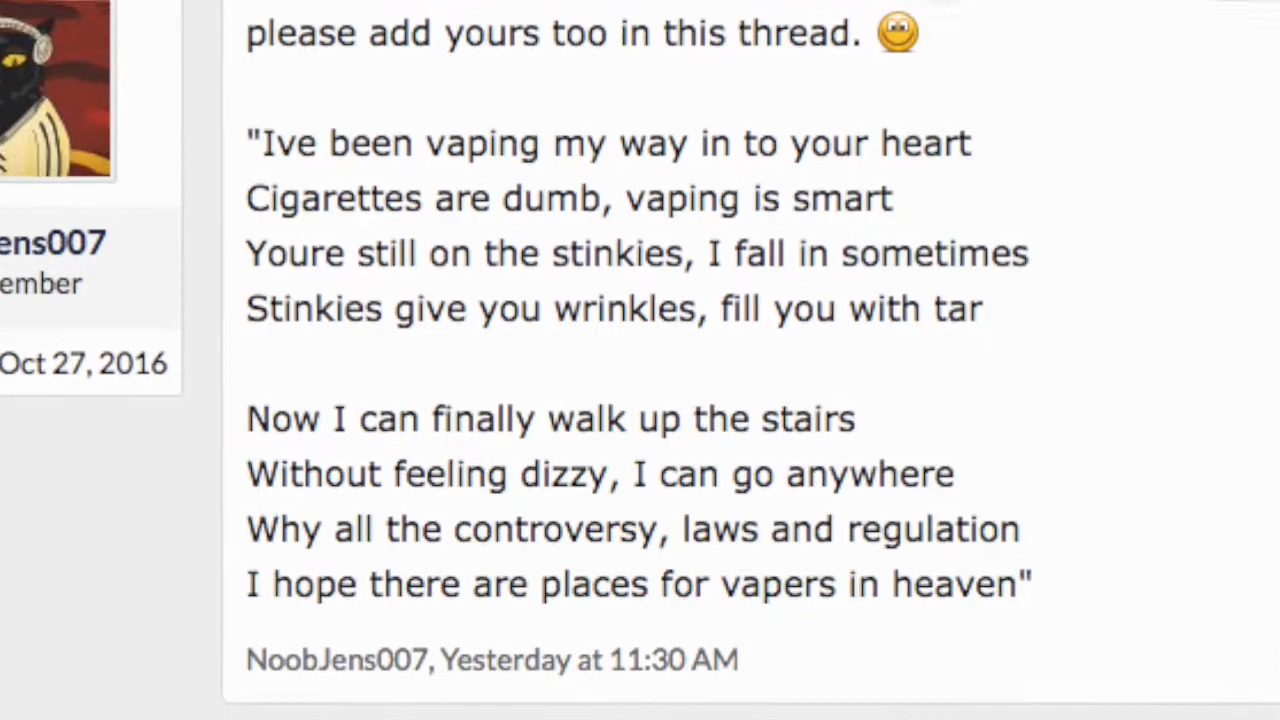 please add yours too in this thread.
"Ive been vaping my way in to your heart
Cigarettes are dumb, vaping is smart
Youre still on the stinkies, I fall in sometimes
Stinkies give you wrinkles, fill you with tar
ens007
ember
Oct 27, 2016
Now I can finally walk up the stairs
Without feeling dizzy, I can go anywhere
Why all the controversy, laws and regulation
I hope there are places for vapers in heaven"
NoobJens007, Yesterday at 11:30 AM